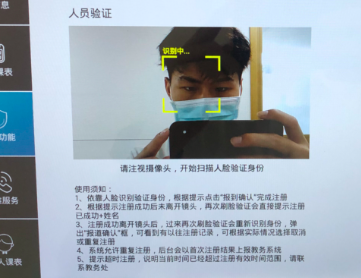 人员验证
息
课表
功能
服务
人课表
识别中...
请注视摄像头，开始扫描人脸验证身份
使用须知：
1、依靠人脸识别验证身份，根据提示点击"报到确认"完成注册
2、根据提示注册成功后未离开镜头，再次刷脸验证会直接提示注册
已成功+姓名
3、注册成功离开镜头后，过来再次刷脸验证会重新识别身份，弹
出"报道确认"框，可看到有以往注册记录，可根据实际情况选择取消
或重复注册
4、系统允许重复注册，后台会以首次注册结果上报教务系统
5、提示超时注册，说明当前时间已经超过注册有效时间范围，请联
系教务处